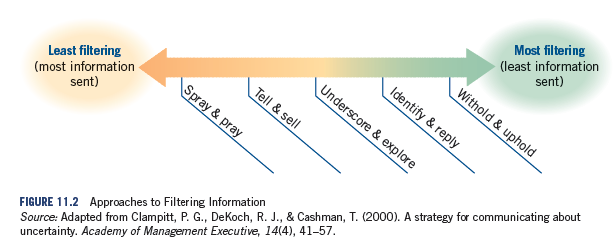 Least filtering
(most information
sent)
Most filtering
(least information
sent)
Spray & pray
Tell & sell
Underscore & explore
Identify & reply
Withold & uphold
FIGURE 11.2 Approaches to Filtering Information
Source: Adapted from Clampitt, P. G., DeKoch, R. J., & Cashman, T. (2000). A strategy for communicating about
uncertainty. Academy of Management Executive, 14(4), 41–57.